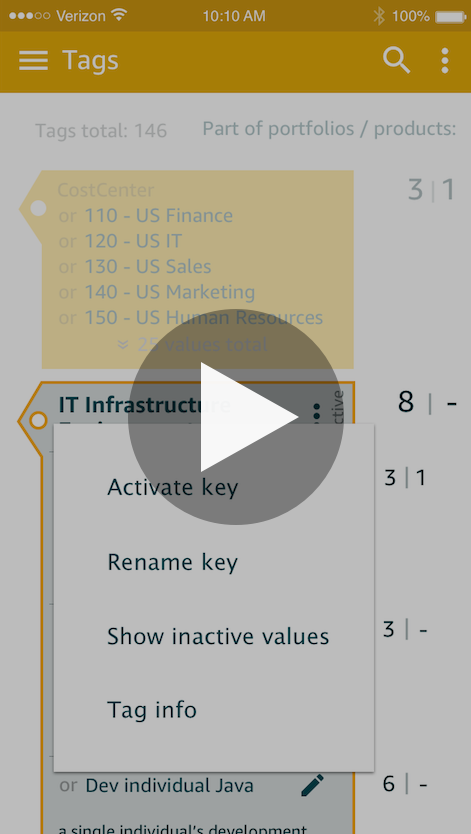 Verizon 10:10 AM 100%
Tags
Tags total: 146 Part of portfolios / products:
CostCenter 3 | 1
or 110 - US Finance
or 120 - US IT
or 130 - US Sales
or 140 - US Marketing
or 150 - US Human Resources
25 values total
IT Infrastructure 8 | -
Activate key 3 | 1
Rename key
Show inactive values 3 | -
Tag info
or Dev individual Java 6 | -
a single individual's development